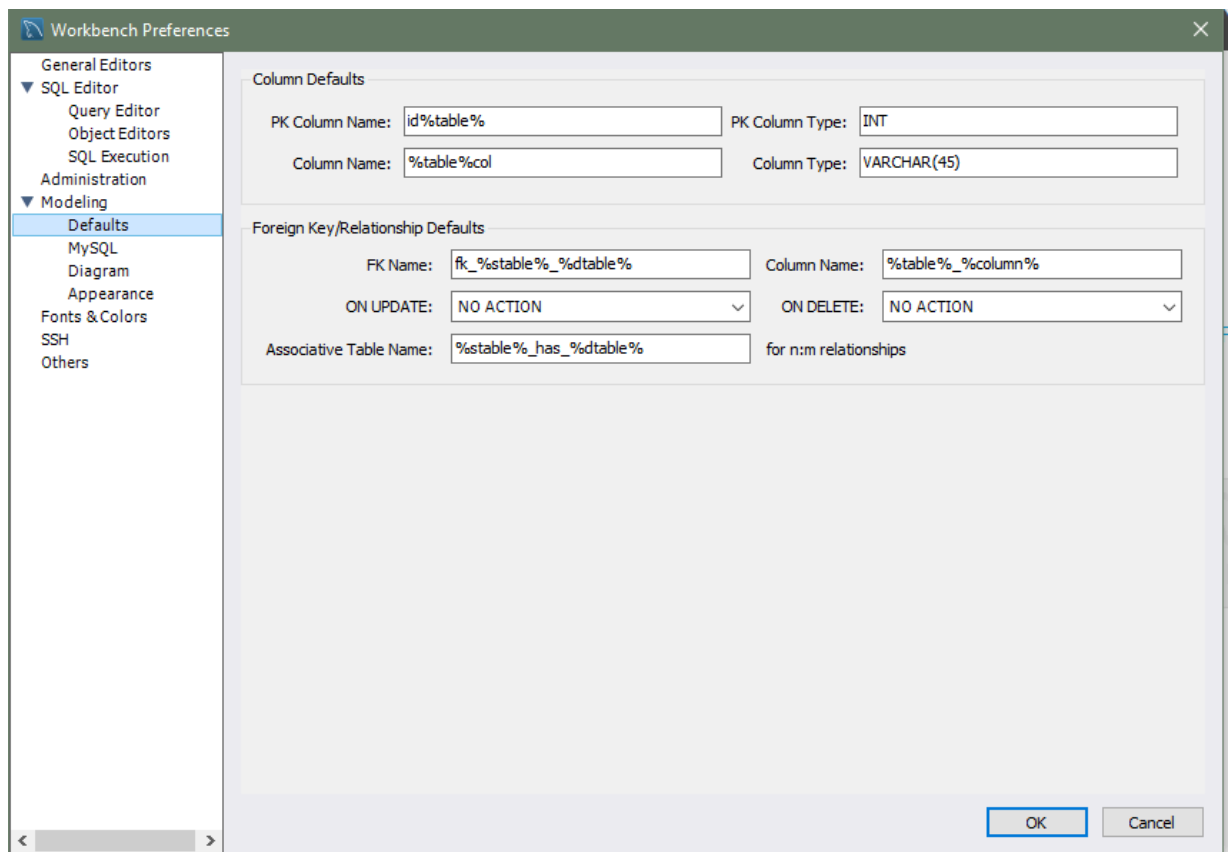 Workbench Preferences
General Editors
SQL Editor
Query Editor
Object Editors
SQL Execution
Administration
Modeling
Defaults
MySQL
Diagram
Appearance
Fonts & Colors
SSH
Others
Column Defaults
PK Column Name: id%table% PK Column Type: INT
Column Name: %table%col Column Type: VARCHAR(45)
Foreign Key/Relationship Defaults
FK Name: fk_%stable%_%dtable% Column Name: %table%_%column%
ON UPDATE: NO ACTION ON DELETE: NO ACTION
Associative Table Name: %stable%_has_%dtable% for n:m relationships
OK Cancel